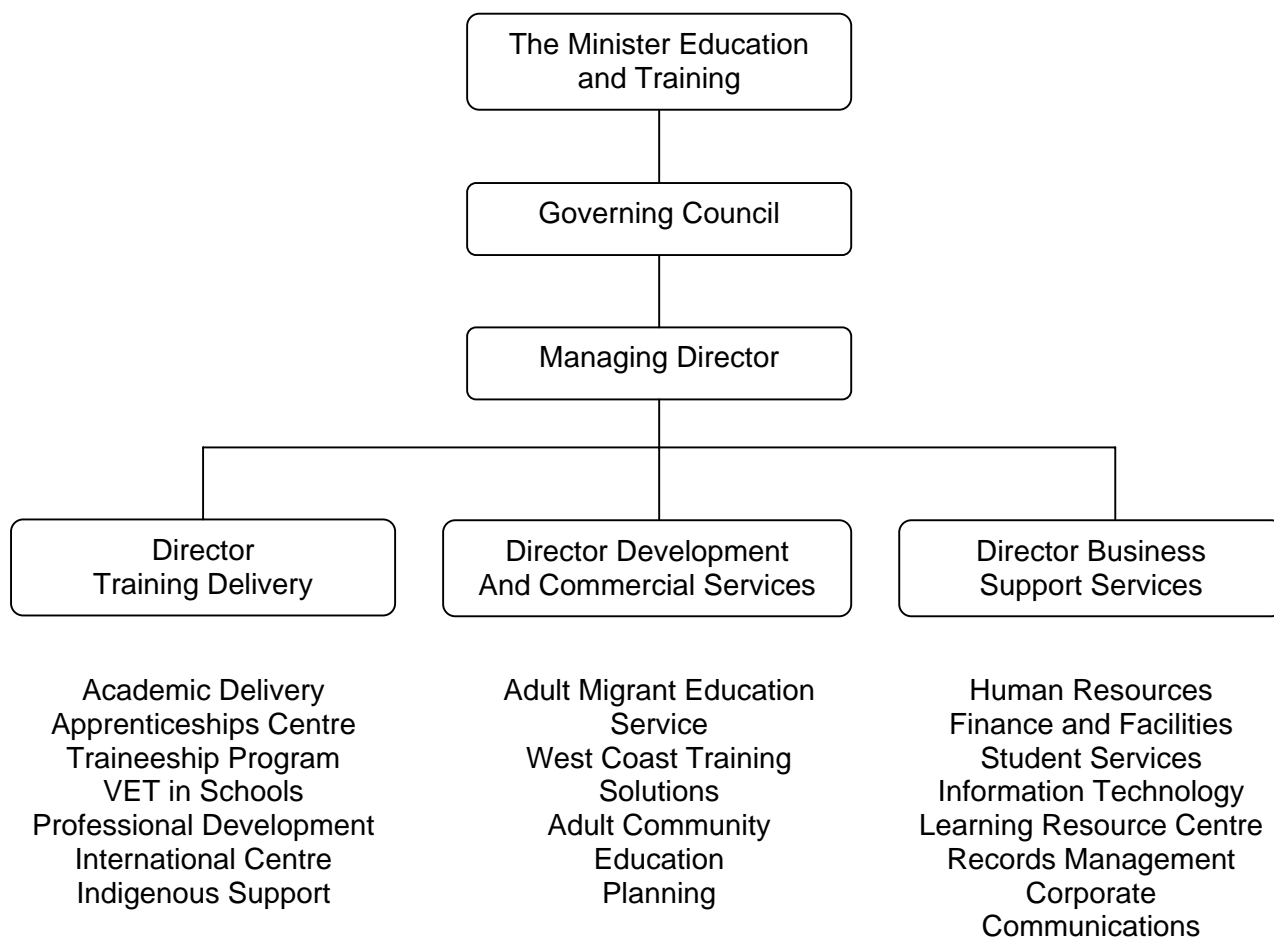 The Minister Education
and Training
Governing Council
Managing Director
Director
Training Delivery
Director Development
And Commercial Services
Director Business
Support Services
Academic Delivery
Apprenticeships Centre
Traineeship Program
VET in Schools
Professional Development
International Centre
Indigenous Support
Adult Migrant Education
Service
West Coast Training
Solutions
Adult Community
Education
Planning
Human Resources
Finance and Facilities
Student Services
Information Technology
Learning Resource Centre
Records Management
Corporate
Communications